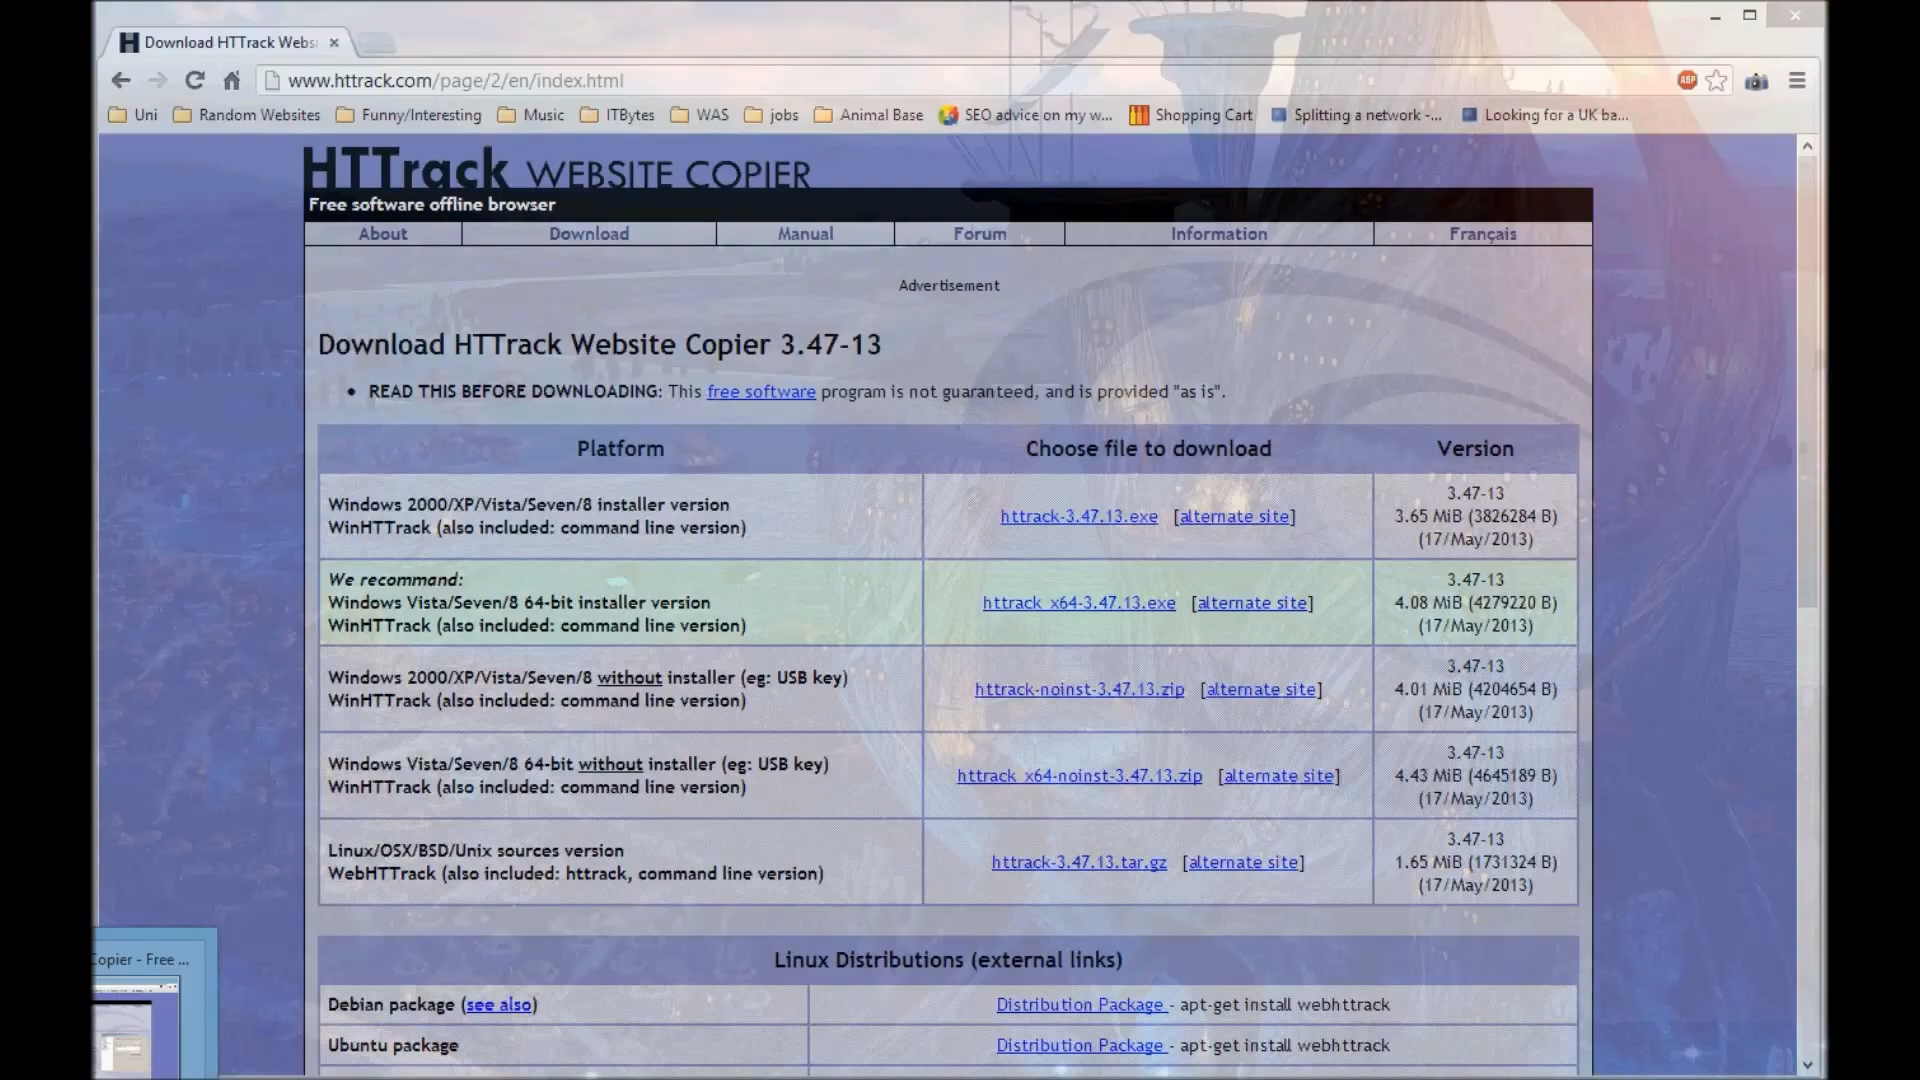 Download HTTrack Webs
www.httrack.com/page/2/en/index.html
ABP
Uni Random Websites Funny/Interesting Music ITBytes WAS jobs Animal Base SEO advice on my w... Shopping Cart Splitting a network -... Looking for a UK ba...
HTTrack WEBSITE COPIER
Free software offline browser
About Download Manual Forum Information Français
Advertisement
Download HTTrack Website Copier 3.47-13
• READ THIS BEFORE DOWNLOADING: This free software program is not guaranteed, and is provided "as is".
Platform Choose file to download Version
Windows 2000/XP/Vista/Seven/8 installer version
WinHTTrack (also included: command line version)
httrack-3.47.13.exe [alternate site]
3.47-13
3.65 MiB (3826284 B)
(17/May/2013)
We recommand:
Windows Vista/Seven/8 64-bit installer version
WinHTTrack (also included: command line version)
httrack_x64-3.47.13.exe [alternate site]
3.47-13
4.08 MiB (4279220 B)
(17/May/2013)
Windows 2000/XP/Vista/Seven/8 without installer (eg: USB key)
WinHTTrack (also included: command line version)
httrack-noinst-3.47.13.zip [alternate site]
3.47-13
4.01 MiB (4204654 B)
(17/May/2013)
Windows Vista/Seven/8 64-bit without installer (eg: USB key)
WinHTTrack (also included: command line version)
httrack_x64-noinst-3.47.13.zip [alternate site]
3.47-13
4.43 MiB (4645189 B)
(17/May/2013)
Linux/OSX/BSD/Unix sources version
WebHTTrack (also included: httrack, command line version)
httrack-3.47.13.tar.gz [alternate site]
3.47-13
1.65 MiB (1731324 B)
(17/May/2013)
Copier - Free ...
Linux Distributions (external links)
Debian package (see also) Distribution Package - apt-get install webhttrack
Ubuntu package Distribution Package - apt-get install webhttrack